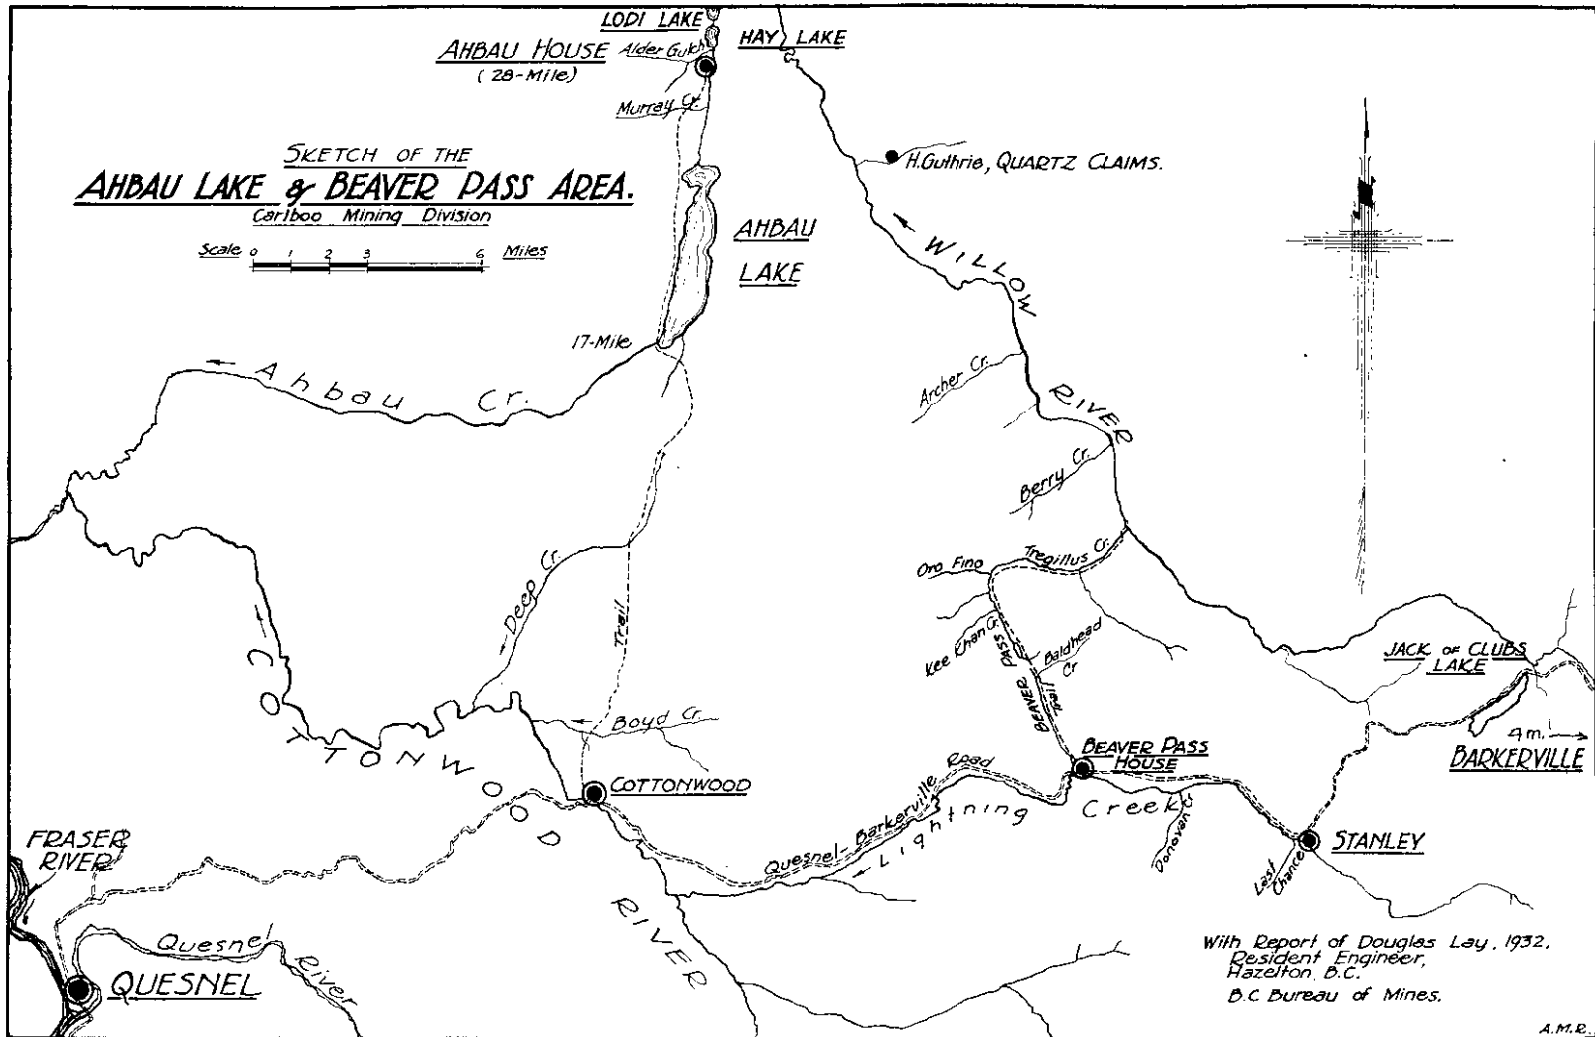 LODI LAKE
HAY LAKE
AHBAU HOUSE
(28-Mile)
Alder Gulch
Murray Cr.
SKETCH OF THE
AHBAU LAKE & BEAVER PASS AREA.
Cariboo Mining Division
Scale 0 1 2 3 6 Miles
H.Guthrie, QUARTZ CLAIMS.
AHBAU
LAKE
WILLOW
RIVER
17-Mile
Ahbau Cr.
Archer Cr.
Berry Cr.
Oro Fino
Tregillus Cr.
Deep Cr.
Trail
Kee Khan Cr.
BEAVER PASS
Trail
Baldhead
Cr
JACK OF CLUBS
LAKE
4 m.
BARKERVILLE
COTTONWOOD
RIVER
Boyd Cr.
BEAVER PASS
HOUSE
COTTONWOOD
Quesnel-Barkerville Road
Lightning Creek
Donovan Cr.
Last
Chance
STANLEY
FRASER
RIVER
Quesnel
River
QUESNEL
With Report of Douglas Lay, 1932.
Resident Engineer,
Hazelton, B.C.
B.C Bureau of Mines.
A.M.R.